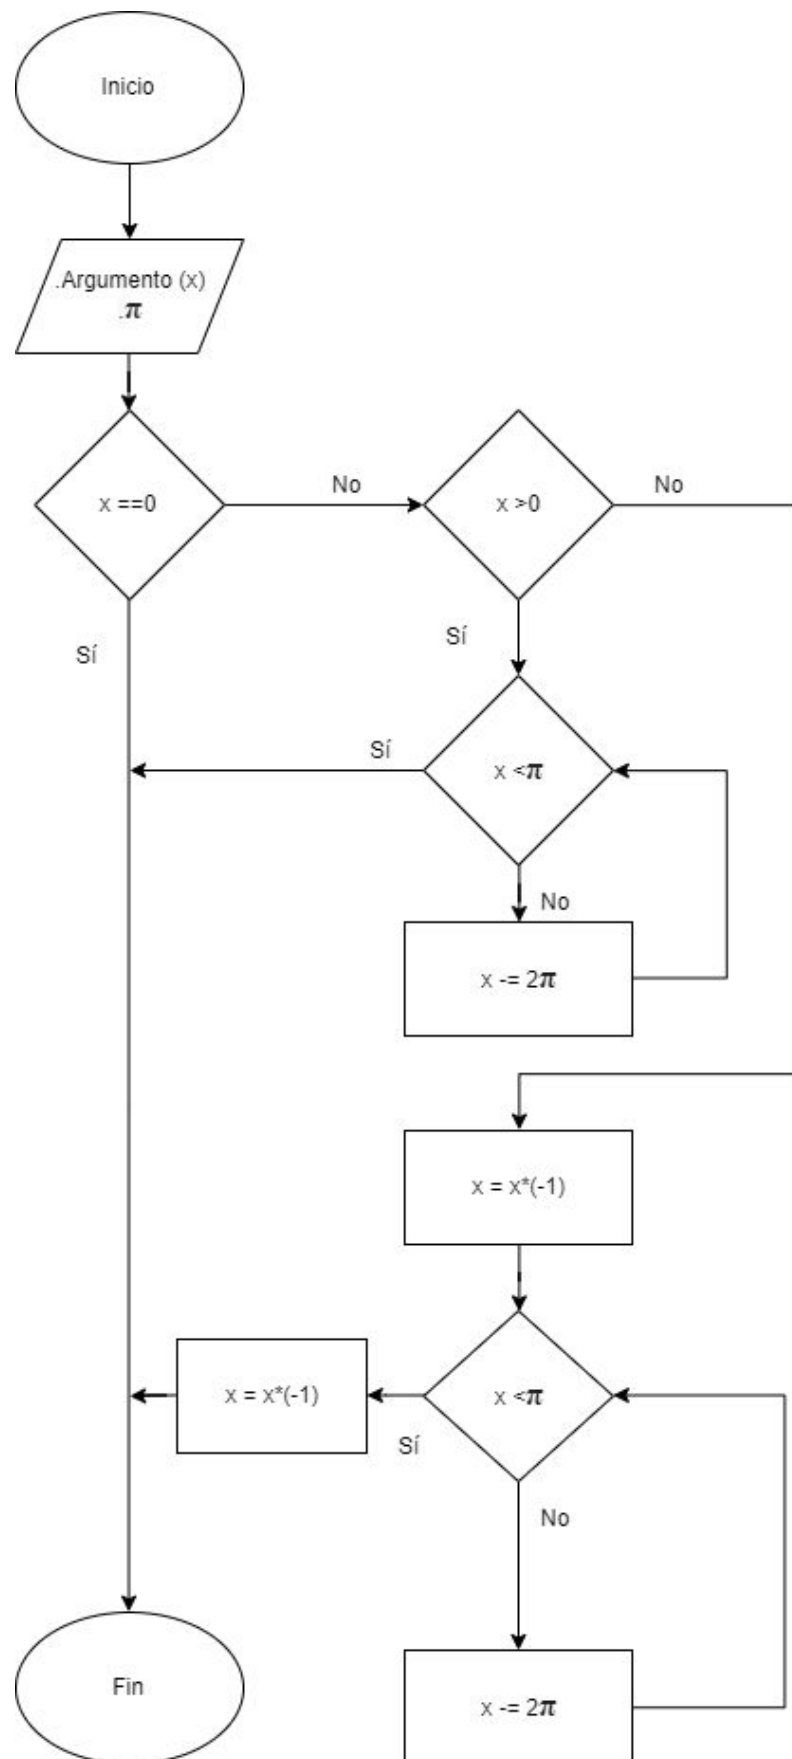 Inicio
.Argumento (x)
.π
x ==0
No
x >0
No
Sí
Sí
x <π
Sí
No
x -= 2π
x = x*(-1)
x = x*(-1)
x <π
Sí
No
Fin
x -= 2π